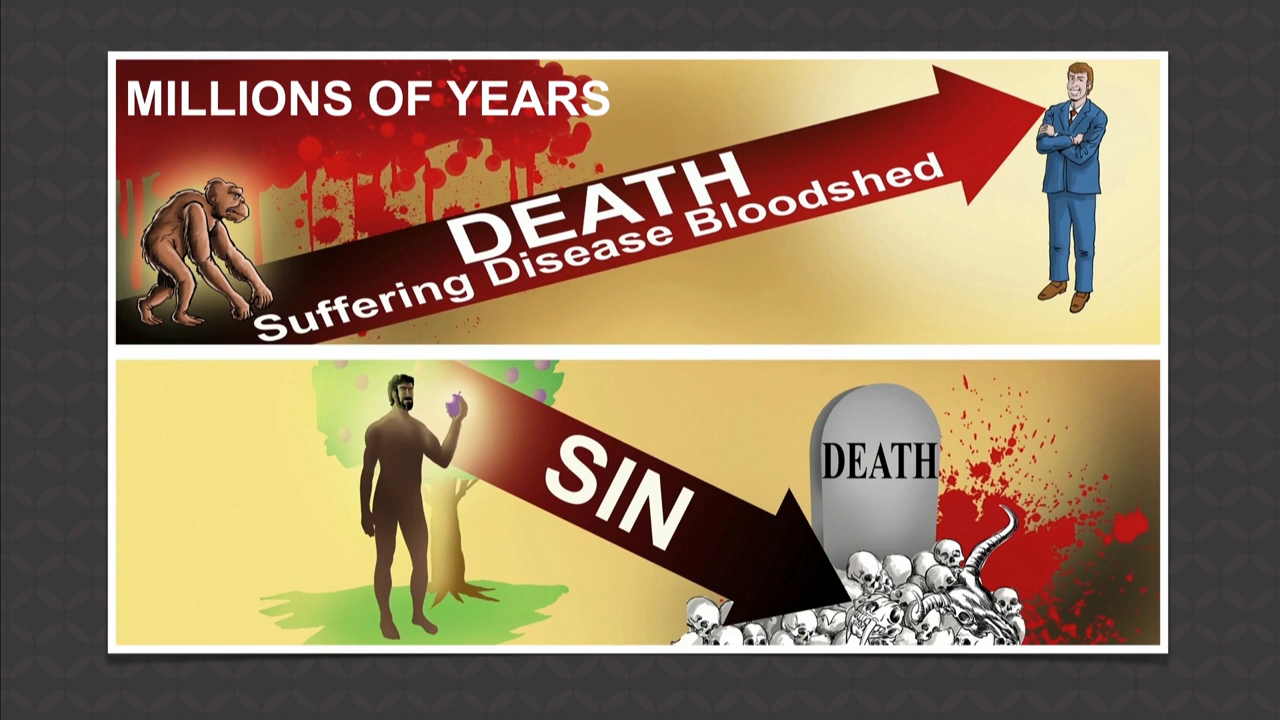 MILLIONS OF YEARS
DEATH
Suffering Disease Bloodshed
SIN
DEATH